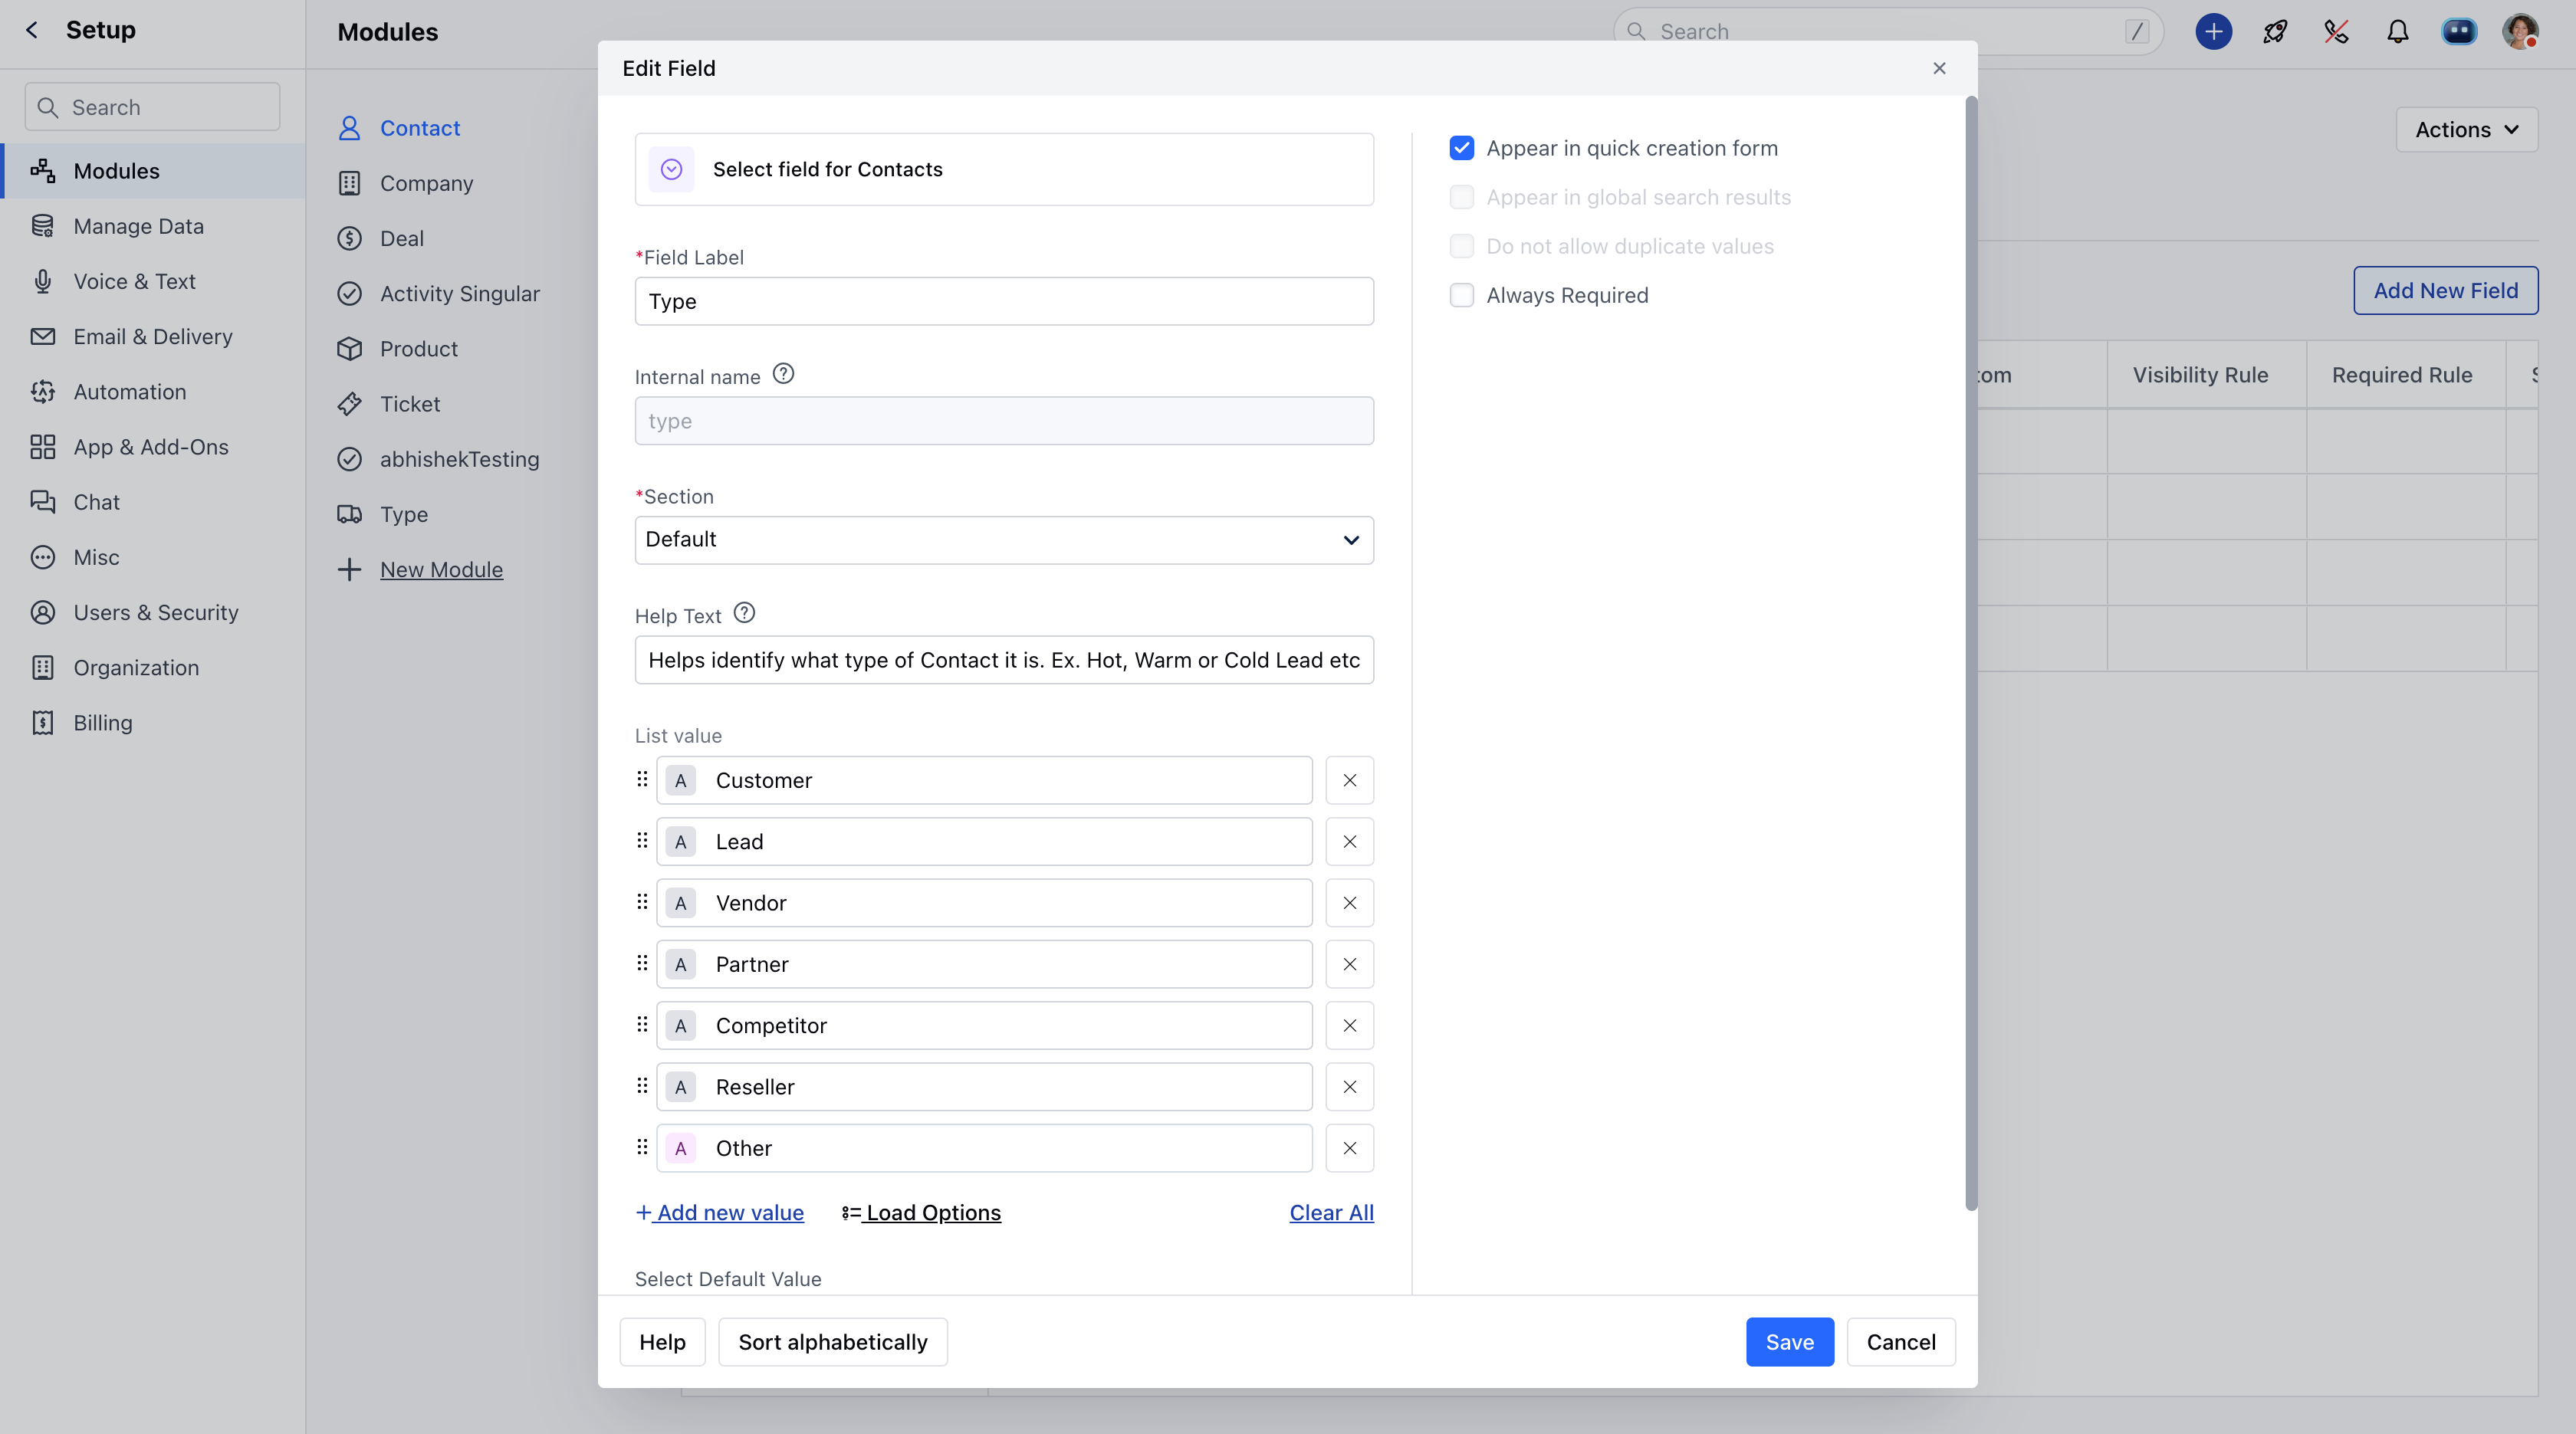 Setup
Search
Modules
Manage Data
Voice & Text
Email & Delivery
Automation
App & Add-Ons
Chat
Misc
Users & Security
Organization
Billing
Modules
Search
/
Contact
Company
Deal
Activity Singular
Product
Ticket
abhishekTesting
Type
New Module
Actions
Add New Field
Visibility Rule
Required Rule
Edit Field
Select field for Contacts
*Field Label
Type
Internal name
type
*Section
Default
Help Text
Helps identify what type of Contact it is. Ex. Hot, Warm or Cold Lead etc
List value
A Customer
A Lead
A Vendor
A Partner
A Competitor
A Reseller
A Other
+ Add new value
Load Options
Clear All
Select Default Value
Appear in quick creation form
Appear in global search results
Do not allow duplicate values
Always Required
Help
Sort alphabetically
Save
Cancel